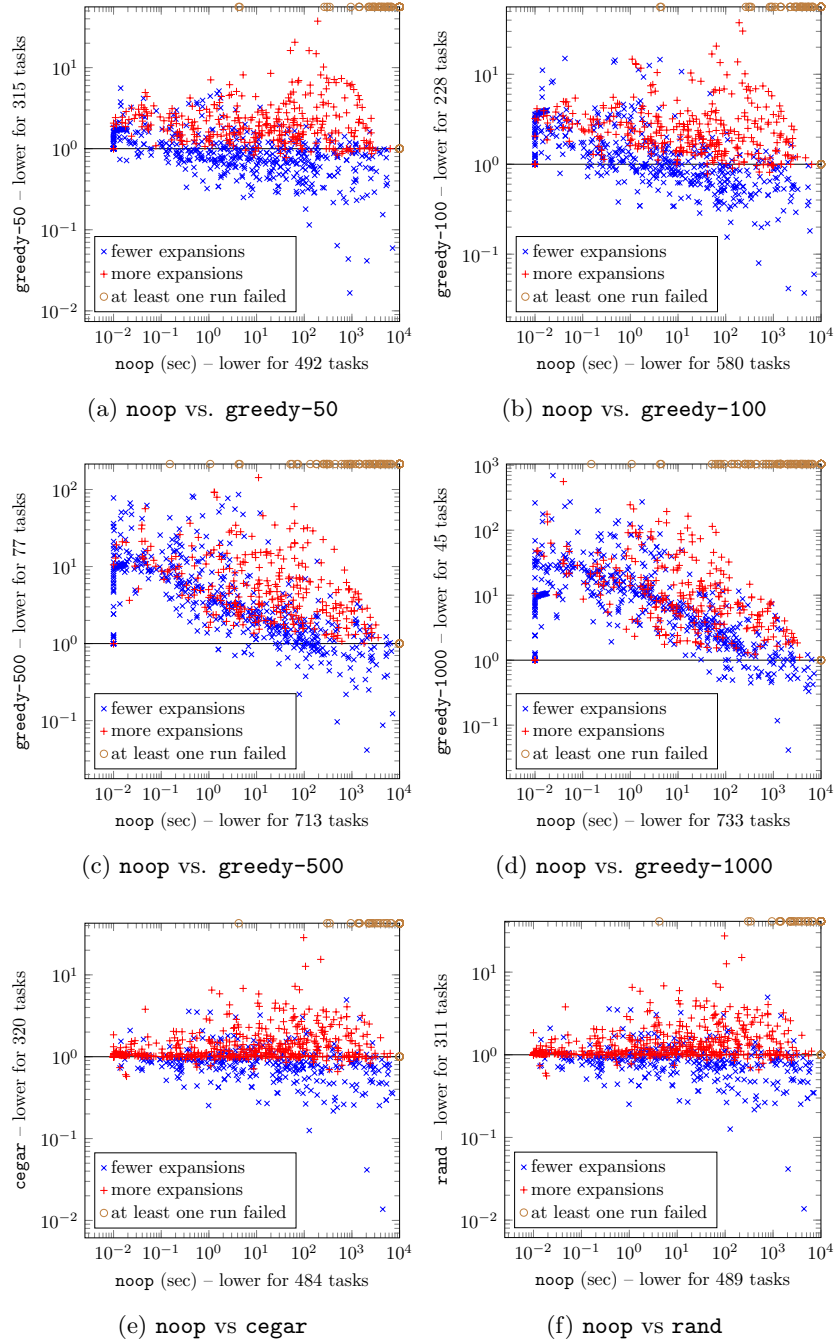 10^1
10^0
10^−1
10^−2
greedy-50 – lower for 315 tasks
fewer expansions
more expansions
at least one run failed
10^−2 10^−1 10^0 10^1 10^2 10^3 10^4
noop (sec) – lower for 492 tasks
(a) noop vs. greedy-50
10^1
10^0
10^−1
greedy-100 – lower for 228 tasks
fewer expansions
more expansions
at least one run failed
10^−2 10^−1 10^0 10^1 10^2 10^3 10^4
noop (sec) – lower for 580 tasks
(b) noop vs. greedy-100
10^2
10^1
10^0
10^−1
greedy-500 – lower for 77 tasks
fewer expansions
more expansions
at least one run failed
10^−2 10^−1 10^0 10^1 10^2 10^3 10^4
noop (sec) – lower for 713 tasks
(c) noop vs. greedy-500
10^3
10^2
10^1
10^0
10^−1
greedy-1000 – lower for 45 tasks
fewer expansions
more expansions
at least one run failed
10^−2 10^−1 10^0 10^1 10^2 10^3 10^4
noop (sec) – lower for 733 tasks
(d) noop vs. greedy-1000
10^1
10^0
10^−1
10^−2
cegar – lower for 320 tasks
fewer expansions
more expansions
at least one run failed
10^−2 10^−1 10^0 10^1 10^2 10^3 10^4
noop (sec) – lower for 484 tasks
(e) noop vs cegar
10^1
10^0
10^−1
10^−2
rand – lower for 311 tasks
fewer expansions
more expansions
at least one run failed
10^−2 10^−1 10^0 10^1 10^2 10^3 10^4
noop (sec) – lower for 489 tasks
(f) noop vs rand